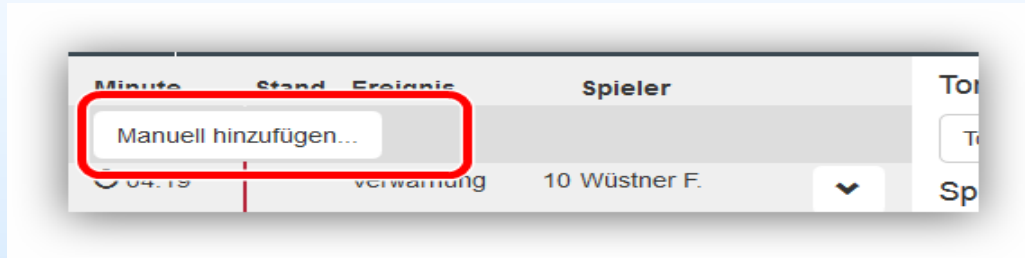 Minute Stand Ereignis Spieler
Manuell hinzufügen...
04:19 Verwarnung 10 Wüstner F.